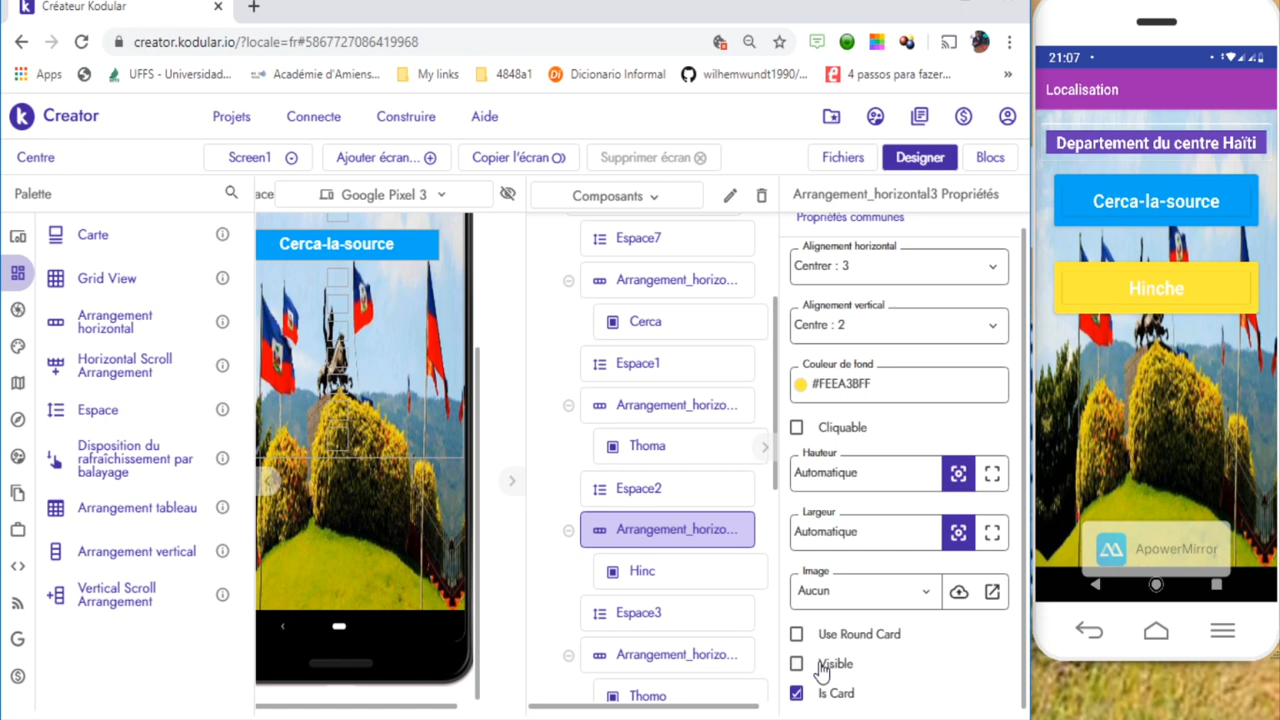 Créateur Kodular
creator.kodular.io/?locale=fr#5867727086419968
Apps
UFFS - Universidad...
Académie d'Amiens...
My links
4848a1
Dicionario Informal
wilhemwundt1990/...
4 passos para fazer...
»
Creator
Projets
Connecte
Construire
Aide
Centre
Screen1
Ajouter écran...
Copier l'écran
Supprimer écran
Fichiers
Designer
Blocs
Palette
Carte
Grid View
Arrangement
horizontal
Horizontal Scroll
Arrangement
Espace
Disposition du
rafraîchissement par
balayage
Arrangement tableau
Arrangement vertical
Vertical Scroll
Arrangement
Google Pixel 3
Cerca-la-source
Composants
Espace7
Arrangement_horizo...
Cerca
Espace1
Arrangement_horizo...
Thoma
Espace2
Arrangement_horizo...
Hinc
Espace3
Arrangement_horizo...
Thomo
Arrangement_horizontal3 Propriétés
Propriétés communes
Alignement horizontal
Centrer : 3
Alignement vertical
Centre : 2
Couleur de fond
#FEEA3BFF
Cliquable
Hauteur
Automatique
Largeur
Automatique
Image
Aucun
Use Round Card
Visible
Is Card
21:07
Localisation
Departement du centre Haïti
Cerca-la-source
Hinche
ApowerMirror